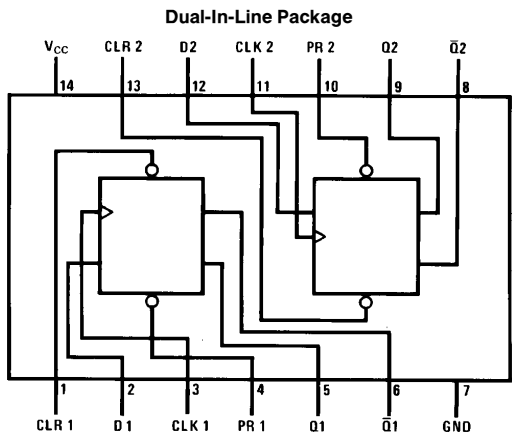 Dual-In-Line Package
VCC CLR 2 D2 CLK 2 PR 2 Q2 Q̅2
14 13 12 11 10 9 8
1 2 3 4 5 6 7
CLR 1 D1 CLK 1 PR 1 Q1 Q̅1 GND